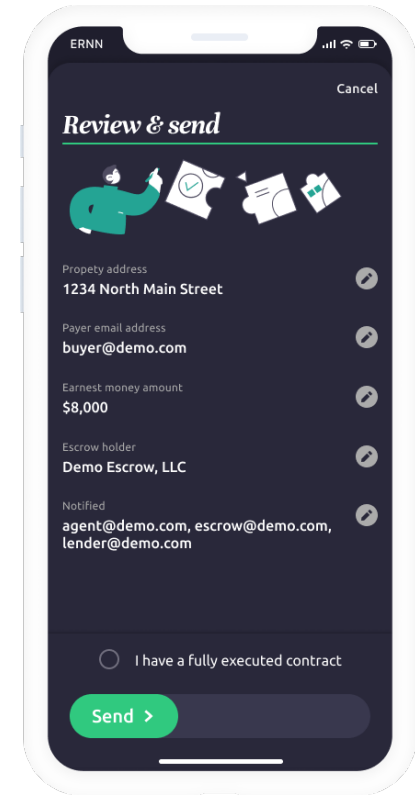 ERNN
Cancel
Review & send
Propety address
1234 North Main Street
Payer email address
buyer@demo.com
Earnest money amount
$8,000
Escrow holder
Demo Escrow, LLC
Notified
agent@demo.com, escrow@demo.com,
lender@demo.com
I have a fully executed contract
Send